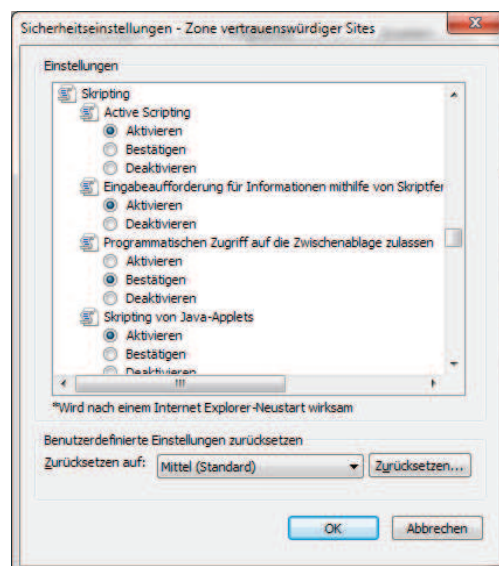 Sicherheitseinstellungen - Zone vertrauenswürdiger Sites
Einstellungen
Skripting
Active Scripting
Aktivieren
Bestätigen
Deaktivieren
Eingabeaufforderung für Informationen mithilfe von Skriptfer
Aktivieren
Deaktivieren
Programmatischen Zugriff auf die Zwischenablage zulassen
Aktivieren
Bestätigen
Deaktivieren
Skripting von Java-Applets
Aktivieren
Bestätigen
Deaktivieren
*Wird nach einem Internet Explorer-Neustart wirksam
Benutzerdefinierte Einstellungen zurücksetzen
Zurücksetzen auf: Mittel (Standard) Zurücksetzen...
OK Abbrechen